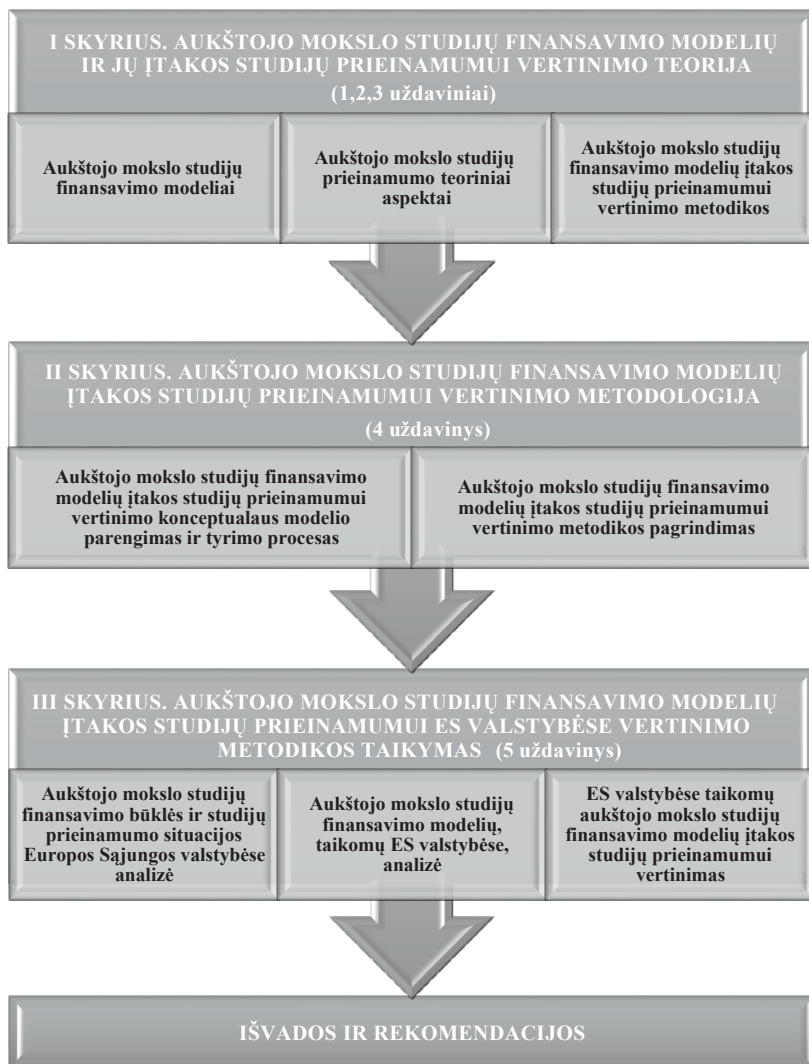 I SKYRIUS. AUKŠTOJO MOKSLO STUDIJŲ FINANSAVIMO MODELIŲ
IR JŲ ĮTAKOS STUDIJŲ PRIEINAMUMUI VERTINIMO TEORIJA
(1,2,3 uždaviniai)
Aukštojo mokslo studijų
finansavimo modeliai
Aukštojo mokslo studijų
prieinamumo teoriniai
aspektai
Aukštojo mokslo studijų
finansavimo modelių įtakos
studijų prieinamumui
vertinimo metodikos
II SKYRIUS. AUKŠTOJO MOKSLO STUDIJŲ FINANSAVIMO MODELIŲ
ĮTAKOS STUDIJŲ PRIEINAMUMUI VERTINIMO METODOLOGIJA
(4 uždavinys)
Aukštojo mokslo studijų finansavimo
modelių įtakos studijų prieinamumui
vertinimo konceptualaus modelio
parengimas ir tyrimo procesas
Aukštojo mokslo studijų finansavimo
modelių įtakos studijų prieinamumui
vertinimo metodikos pagrindimas
III SKYRIUS. AUKŠTOJO MOKSLO STUDIJŲ FINANSAVIMO MODELIŲ
ĮTAKOS STUDIJŲ PRIEINAMUMUI ES VALSTYBĖSE VERTINIMO
METODIKOS TAIKYMAS (5 uždavinys)
Aukštojo mokslo studijų
finansavimo būklės ir studijų
prieinamumo situacijos
Europos Sąjungos valstybėse
analizė
Aukštojo mokslo studijų
finansavimo modelių,
taikomų ES valstybėse,
analizė
ES valstybėse taikomų
aukštojo mokslo studijų
finansavimo modelių įtakos
studijų prieinamumui
vertinimas
IŠVADOS IR REKOMENDACIJOS